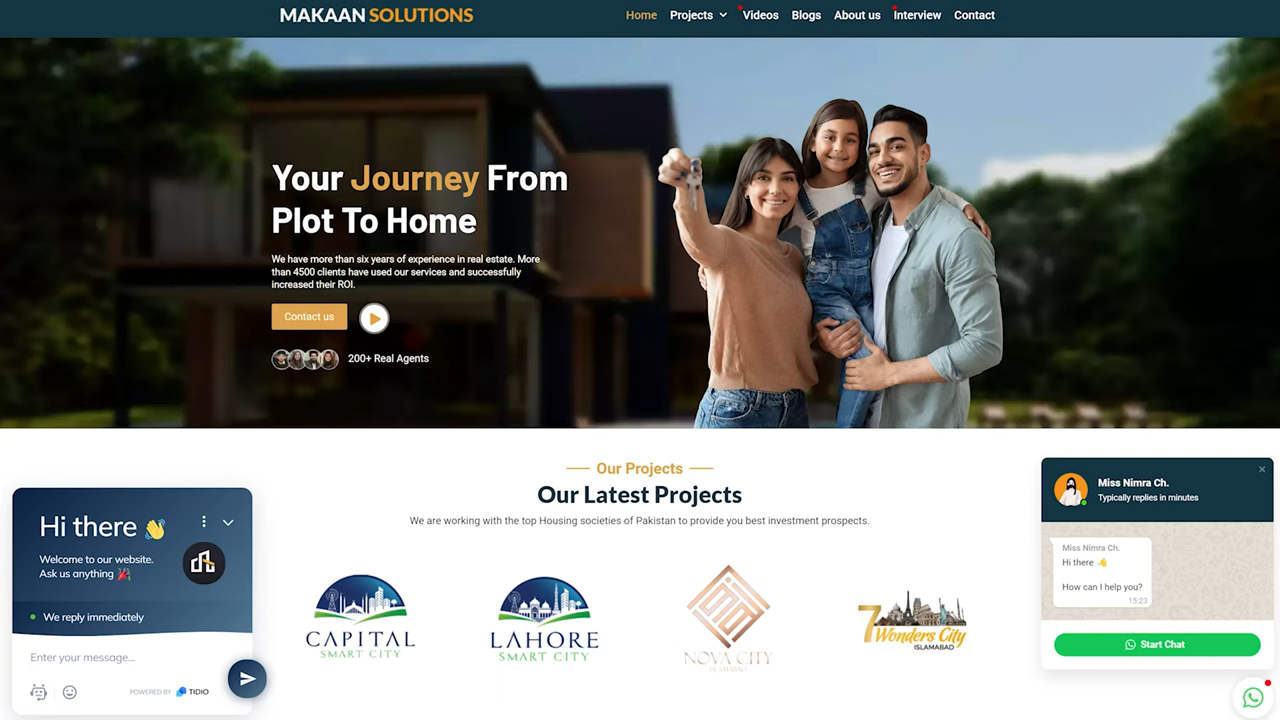 MAKAAN SOLUTIONS
Home Projects Videos Blogs About us Interview Contact
Your Journey From
Plot To Home
We have more than six years of experience in real estate. More
than 4500 clients have used our services and successfully
increased their ROI.
Contact us
200+ Real Agents
Our Projects
Our Latest Projects
We are working with the top Housing societies of Pakistan to provide you best investment prospects.
CAPITAL
SMART CITY
LAHORE
SMART CITY
NOVA CITY
ISLAMABAD
7 Wonders City
ISLAMABAD
Hi there 👋
Welcome to our website.
Ask us anything 🎉
We reply immediately
Enter your message...
POWERED BY TIDIO
Miss Nimra Ch.
Typically replies in minutes
Miss Nimra Ch.
Hi there 👋
How can I help you?
15:23
Start Chat